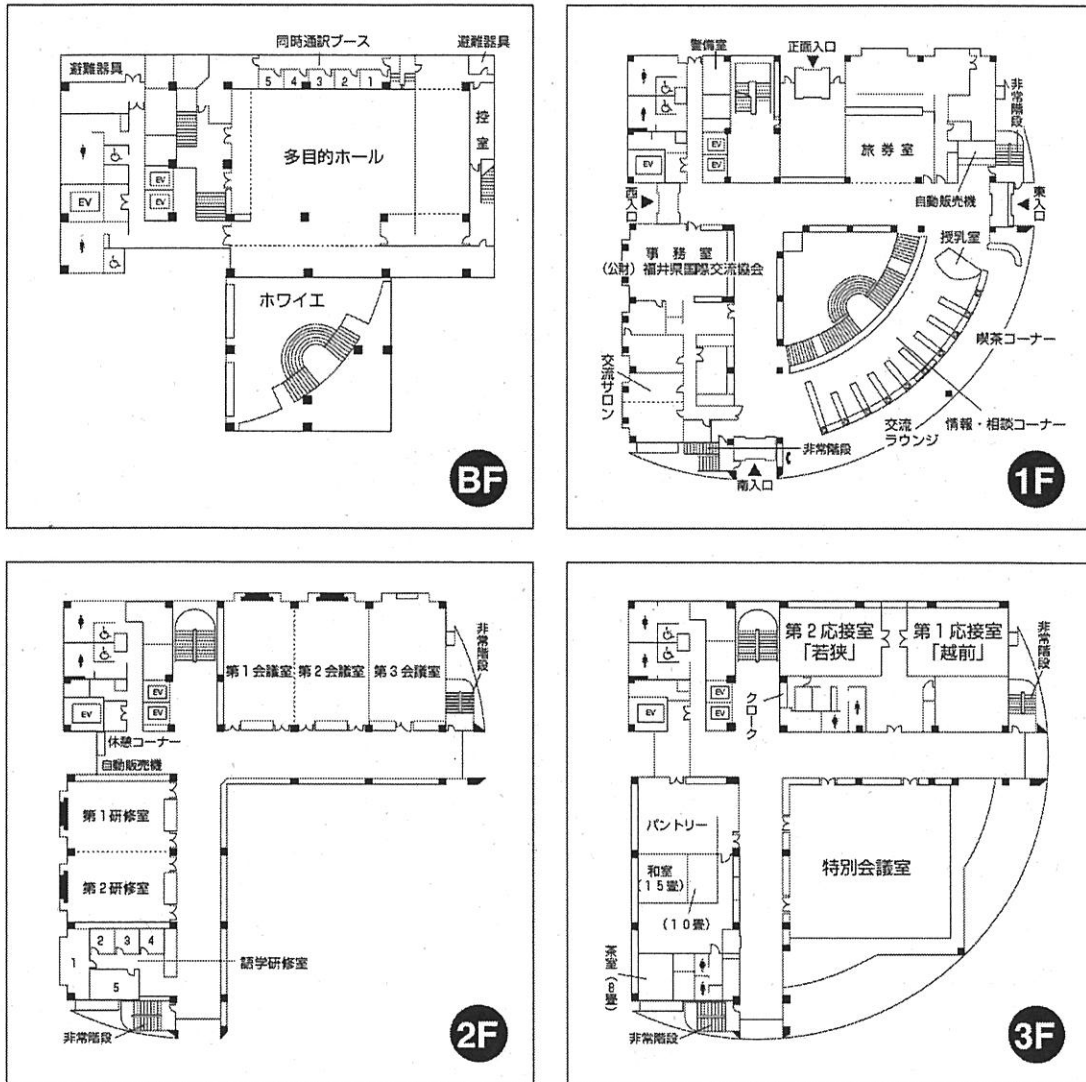 同時通訳ブース
避難器具
避難器具
5 4 3 2 1
控室
多目的ホール
EV
EV
EV
ホワイエ
BF
警備室
正面入口
非常階段
旅券室
EV
EV
EV
西入口
自動販売機
東入口
授乳室
事務室
(公財)福井県国際交流協会
喫茶コーナー
交流サロン
交流
ラウンジ
情報・相談コーナー
非常階段
南入口
1F
非常階段
第1会議室
第2会議室
第3会議室
EV
EV
EV
休憩コーナー
自動販売機
第1研修室
第2研修室
2 3 4
1
語学研修室
5
非常階段
2F
第2応接室
「若狭」
第1応接室
「越前」
非常階段
クローク
EV
EV
EV
パントリー
和室
(15畳)
特別会議室
(10畳)
茶室(8畳)
非常階段
3F